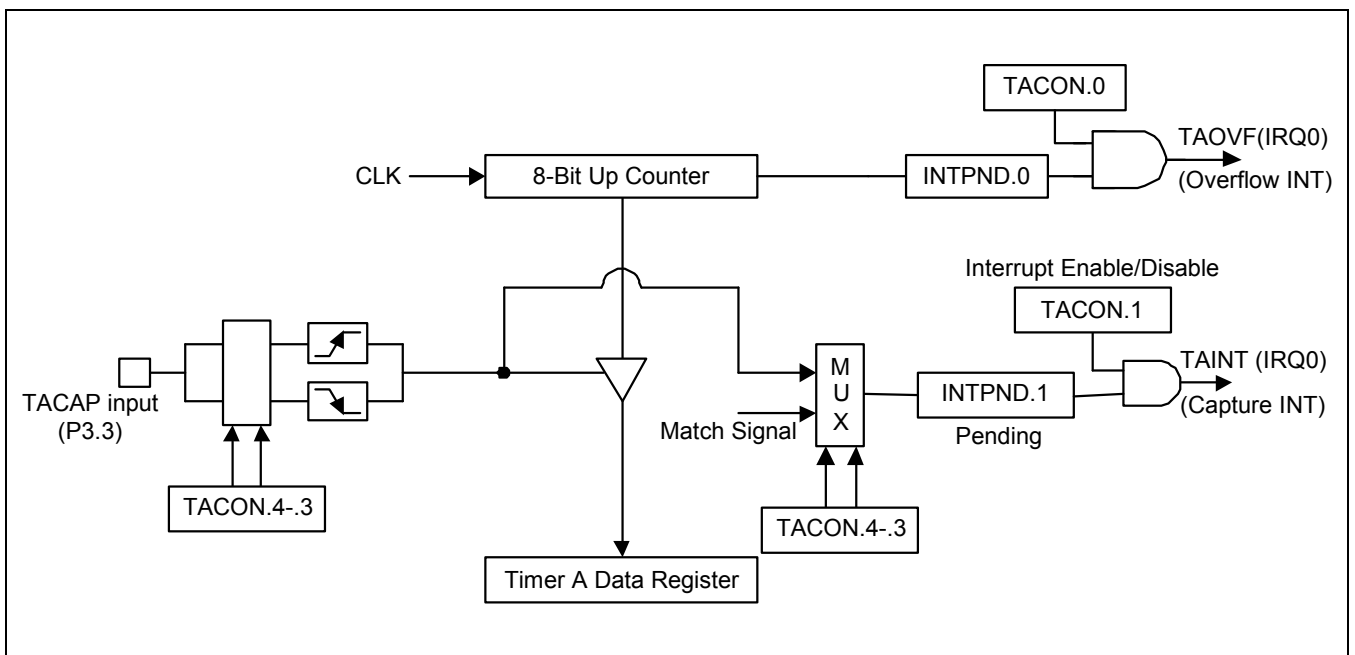 TACON.0
TAOVF(IRQ0)
(Overflow INT)
CLK
8-Bit Up Counter
INTPND.0
Interrupt Enable/Disable
TACON.1
TAINT (IRQ0)
(Capture INT)
TACAP input
(P3.3)
M
U
X
Match Signal
INTPND.1
Pending
TACON.4-.3
TACON.4-.3
Timer A Data Register